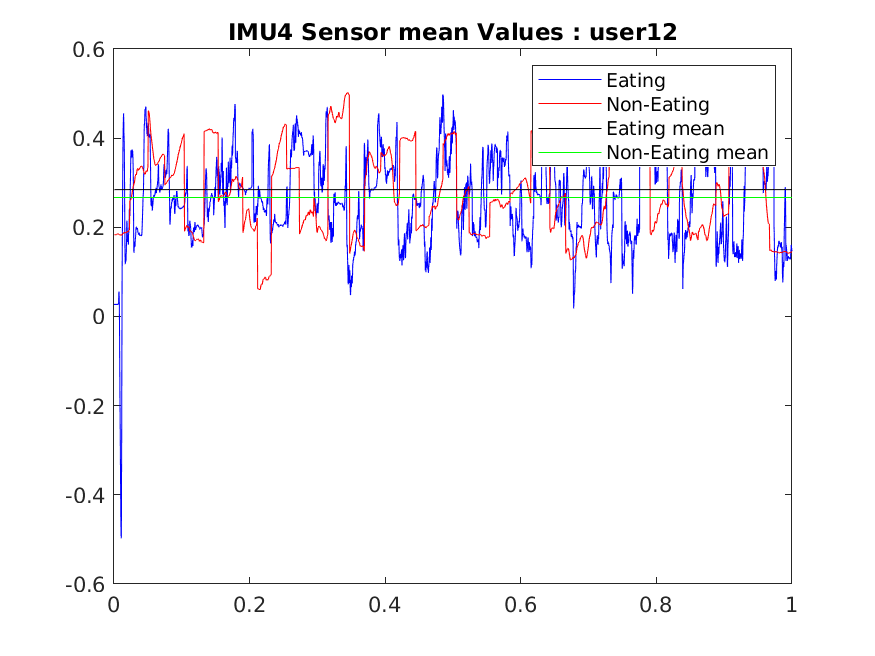 IMU4 Sensor mean Values : user12
Eating
Non-Eating
Eating mean
Non-Eating mean
0.6
0.4
0.2
0
-0.2
-0.4
-0.6
0 0.2 0.4 0.6 0.8 1